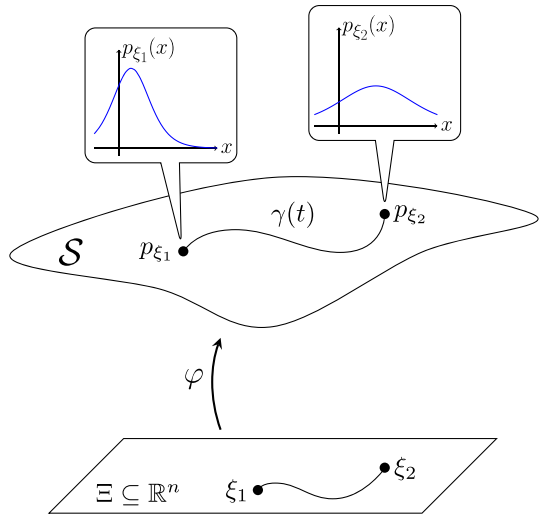 p_{ξ_1}(x)
x
p_{ξ_2}(x)
x
γ(t)
p_{ξ_2}
p_{ξ_1}
𝒮
φ
ξ_2
Ξ ⊆ ℝ^n
ξ_1